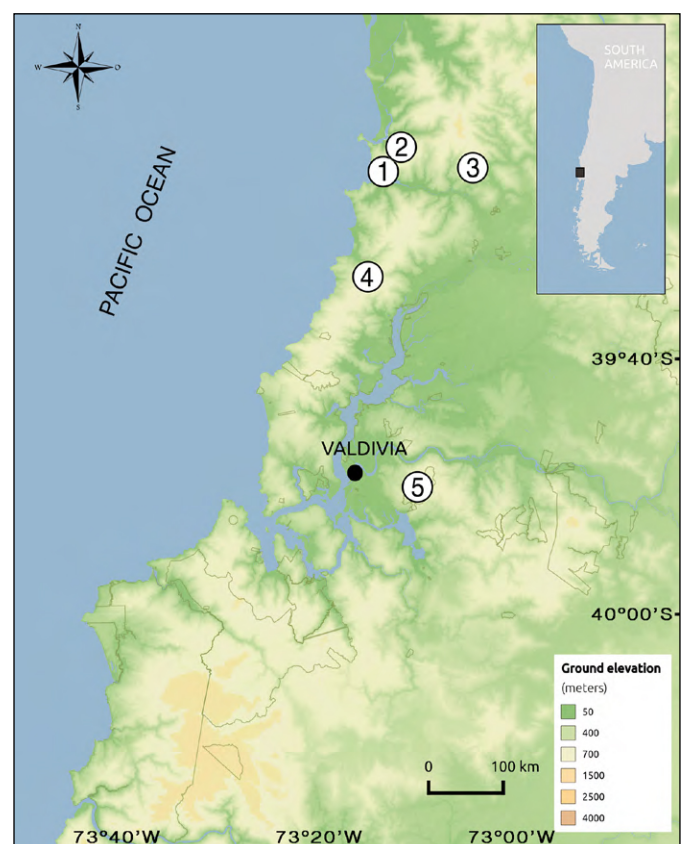 N
W
O
S
SOUTH
AMERICA
PACIFIC OCEAN
2
1
3
4
39°40'S
VALDIVIA
5
40°00'S
Ground elevation
(meters)
50
400
700
1500
2500
4000
0 100 km
73°40'W 73°20'W 73°00'W